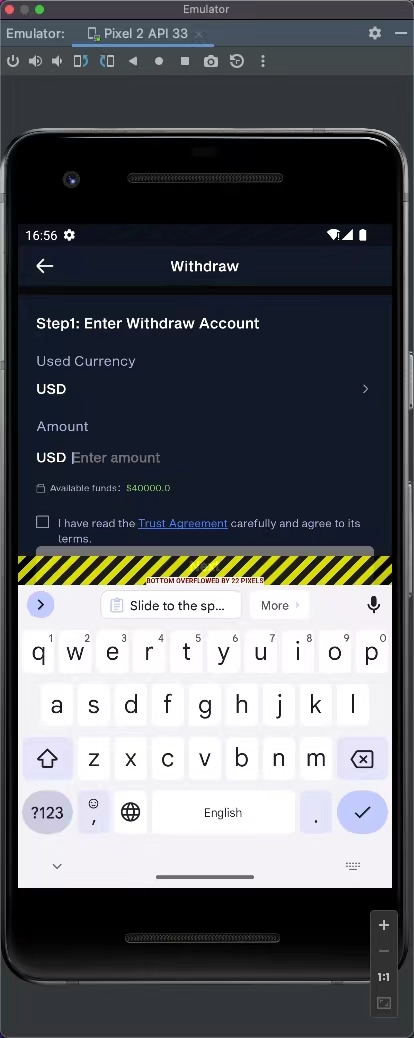 Emulator
Emulator: Pixel 2 API 33
16:56
Withdraw
Step1: Enter Withdraw Account
Used Currency
USD
Amount
USD Enter amount
Available funds: $40000.0
I have read the Trust Agreement carefully and agree to its
terms.
BOTTOM OVERFLOWED BY 22 PIXELS
Slide to the sp... More
1 2 3 4 5 6 7 8 9 0
q w e r t y u i o p
a s d f g h j k l
z x c v b n m
?123 , English .
1:1